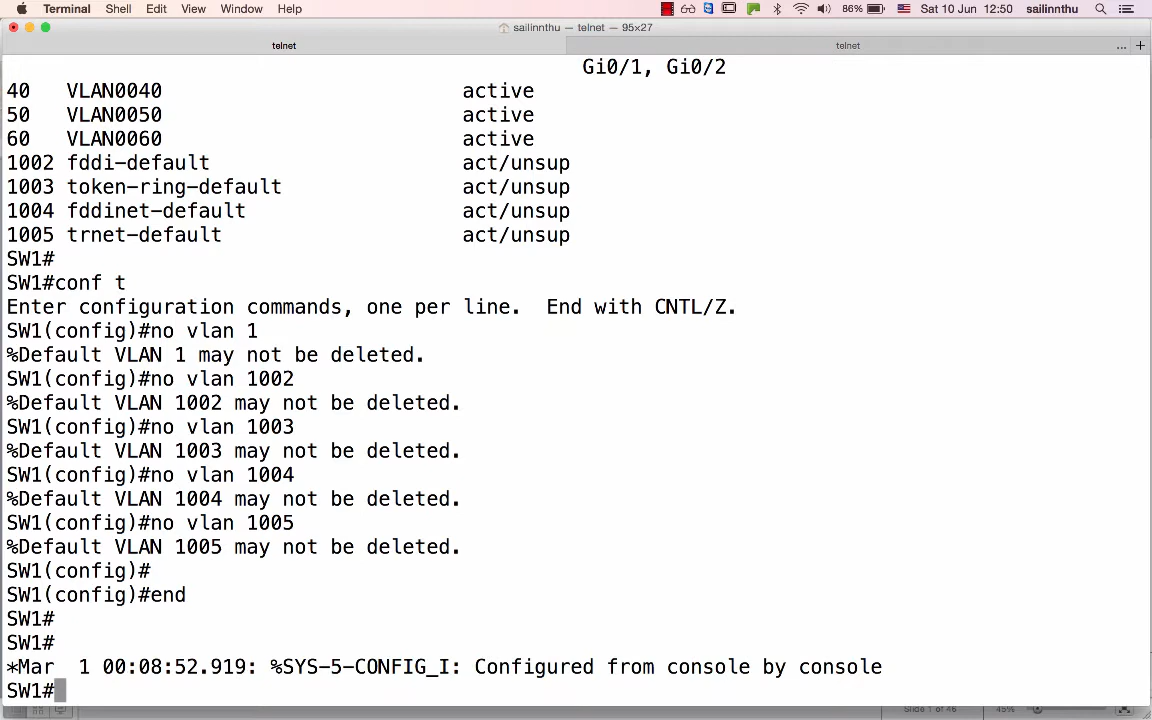 Terminal Shell Edit View Window Help 86% Sat 10 Jun 12:50 sailinnthu
sailinnthu — telnet — 95x27
telnet telnet ... +
Gi0/1, Gi0/2
40 VLAN0040 active
50 VLAN0050 active
60 VLAN0060 active
1002 fddi-default act/unsup
1003 token-ring-default act/unsup
1004 fddinet-default act/unsup
1005 trnet-default act/unsup
SW1#
SW1#conf t
Enter configuration commands, one per line. End with CNTL/Z.
SW1(config)#no vlan 1
%Default VLAN 1 may not be deleted.
SW1(config)#no vlan 1002
%Default VLAN 1002 may not be deleted.
SW1(config)#no vlan 1003
%Default VLAN 1003 may not be deleted.
SW1(config)#no vlan 1004
%Default VLAN 1004 may not be deleted.
SW1(config)#no vlan 1005
%Default VLAN 1005 may not be deleted.
SW1(config)#
SW1(config)#end
SW1#
SW1#
*Mar 1 00:08:52.919: %SYS-5-CONFIG_I: Configured from console by console
SW1#
Slide 1 of 46 45%